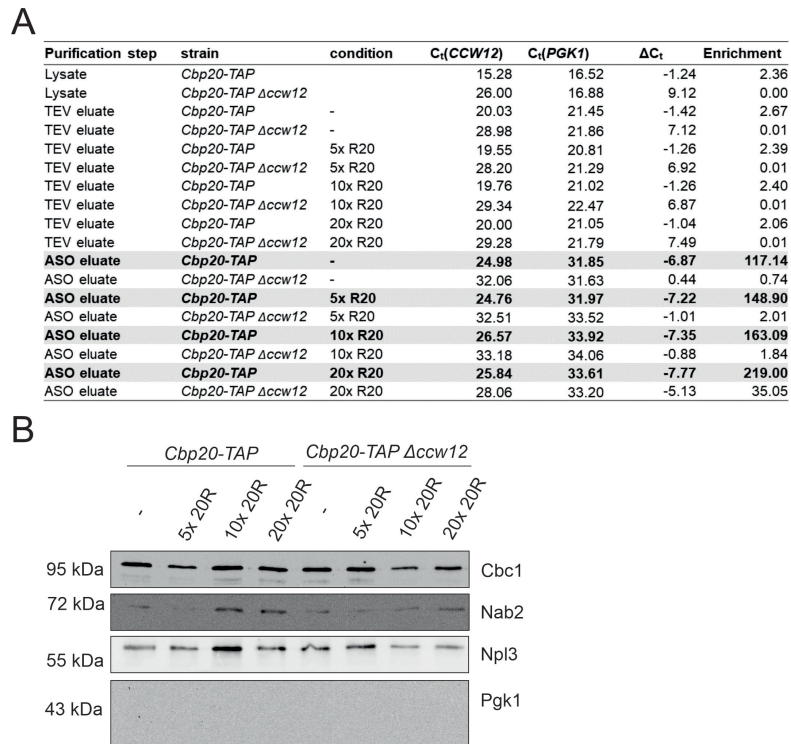 A
Purification step strain condition Ct(CCW12) Ct(PGK1) ΔCt Enrichment
Lysate Cbp20-TAP 15.28 16.52 -1.24 2.36
Lysate Cbp20-TAP Δccw12 26.00 16.88 9.12 0.00
TEV eluate Cbp20-TAP - 20.03 21.45 -1.42 2.67
TEV eluate Cbp20-TAP Δccw12 - 28.98 21.86 7.12 0.01
TEV eluate Cbp20-TAP 5x R20 19.55 20.81 -1.26 2.39
TEV eluate Cbp20-TAP Δccw12 5x R20 28.20 21.29 6.92 0.01
TEV eluate Cbp20-TAP 10x R20 19.76 21.02 -1.26 2.40
TEV eluate Cbp20-TAP Δccw12 10x R20 29.34 22.47 6.87 0.01
TEV eluate Cbp20-TAP 20x R20 20.00 21.05 -1.04 2.06
TEV eluate Cbp20-TAP Δccw12 20x R20 29.28 21.79 7.49 0.01
ASO eluate Cbp20-TAP - 24.98 31.85 -6.87 117.14
ASO eluate Cbp20-TAP Δccw12 - 32.06 31.63 0.44 0.74
ASO eluate Cbp20-TAP 5x R20 24.76 31.97 -7.22 148.90
ASO eluate Cbp20-TAP Δccw12 5x R20 32.51 33.52 -1.01 2.01
ASO eluate Cbp20-TAP 10x R20 26.57 33.92 -7.35 163.09
ASO eluate Cbp20-TAP Δccw12 10x R20 33.18 34.06 -0.88 1.84
ASO eluate Cbp20-TAP 20x R20 25.84 33.61 -7.77 219.00
ASO eluate Cbp20-TAP Δccw12 20x R20 28.06 33.20 -5.13 35.05
B
Cbp20-TAP Cbp20-TAP Δccw12
- 5x 20R 10x 20R 20x 20R - 5x 20R 10x 20R 20x 20R
95 kDa Cbc1
72 kDa Nab2
55 kDa Npl3
43 kDa Pgk1